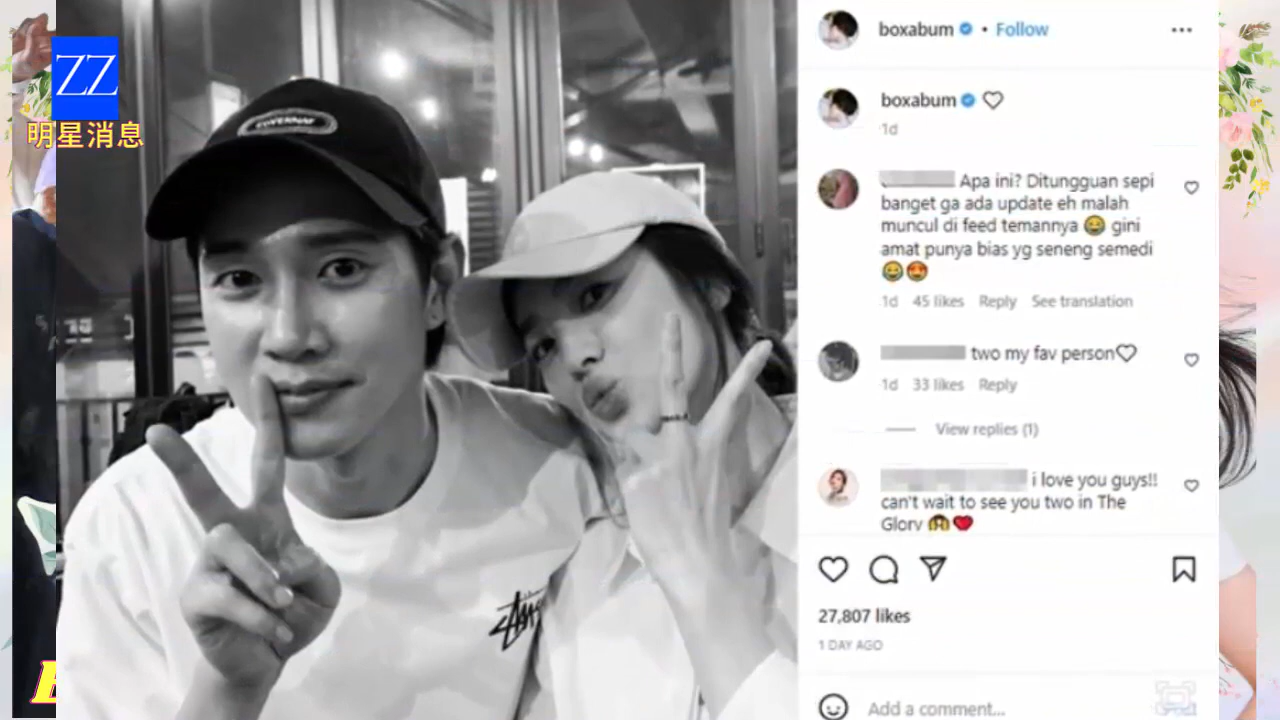 ZZ
明星消息
boxabum • Follow
boxabum
1d
Apa ini? Ditungguan sepi
banget ga ada update eh malah
muncul di feed temannya 😂 gini
amat punya bias yg seneng semedi
😂😍
1d 45 likes Reply See translation
two my fav person♡
1d 33 likes Reply
View replies (1)
i love you guys!!
can't wait to see you two in The
Glory
27,807 likes
1 DAY AGO
Add a comment...